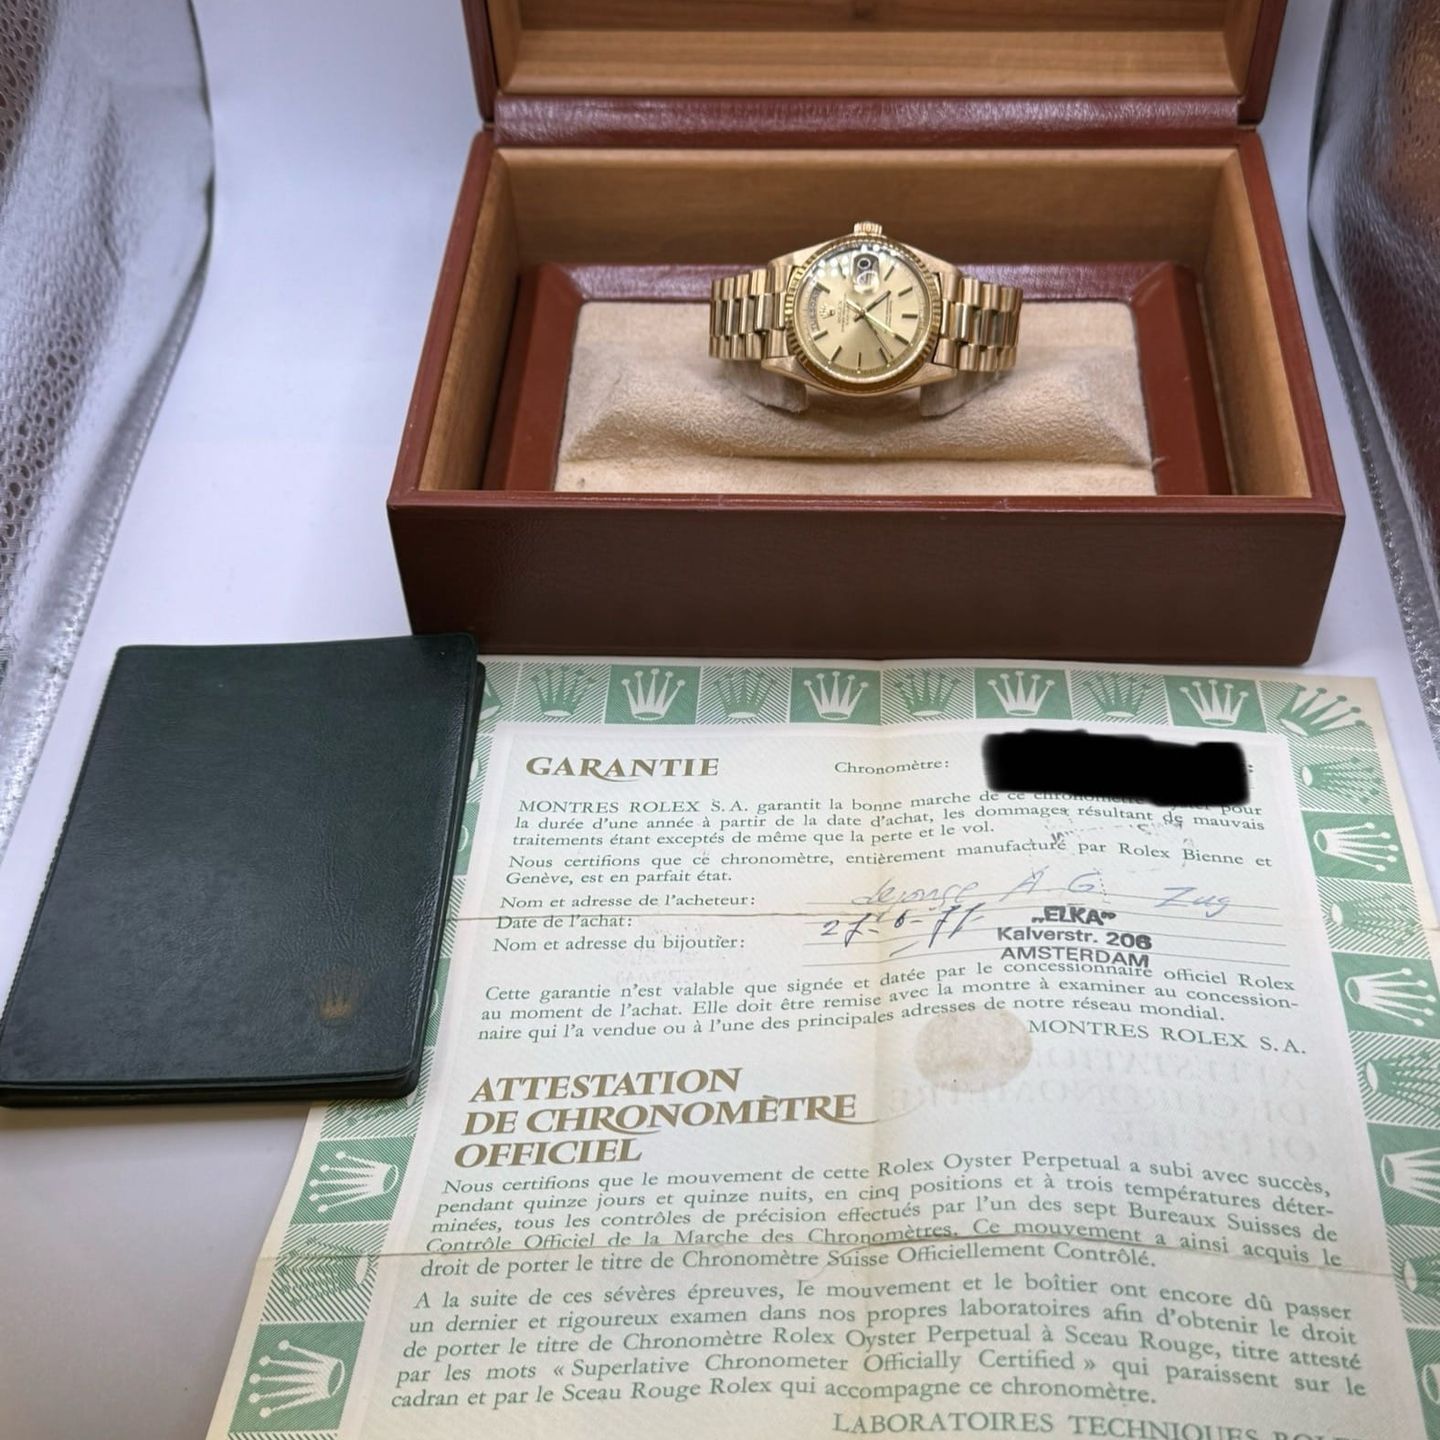 GARANTIE
Chronomètre:
MONTRES ROLEX S.A. garantit la bonne marche de ce chronomètre Oyster pour
la durée d'une année à partir de la date d'achat, les dommages résultant de mauvais
traitements étant exceptés de même que la perte et le vol.
Nous certifions que ce chronomètre, entièrement manufacturé par Rolex Bienne et
Genève, est en parfait état.
Nom et adresse de l'acheteur: A G Zug
Date de l'achat: 27-6-77
Nom et adresse du bijoutier:
„ELKA”
Kalverstr. 206
AMSTERDAM
Cette garantie n'est valable que signée et datée par le concessionnaire officiel Rolex
au moment de l'achat. Elle doit être remise avec la montre à examiner au concession-
naire qui l'a vendue ou à l'une des principales adresses de notre réseau mondial.
MONTRES ROLEX S.A.
ATTESTATION
DE CHRONOMÈTRE
OFFICIEL
Nous certifions que le mouvement de cette Rolex Oyster Perpetual a subi avec succès,
pendant quinze jours et quinze nuits, en cinq positions et à trois températures déter-
minées, tous les contrôles de précision effectués par l'un des sept Bureaux Suisses de
Contrôle Officiel de la Marche des Chronomètres. Ce mouvement a ainsi acquis le
droit de porter le titre de Chronomètre Suisse Officiellement Contrôlé.
A la suite de ces sévères épreuves, le mouvement et le boîtier ont encore dû passer
un dernier et rigoureux examen dans nos propres laboratoires afin d'obtenir le droit
de porter le titre de Chronomètre Rolex Oyster Perpetual à Sceau Rouge, titre attesté
par les mots « Superlative Chronometer Officially Certified » qui paraissent sur le
cadran et par le Sceau Rouge Rolex qui accompagne ce chronomètre.
LABORATOIRES TECHNIQUES